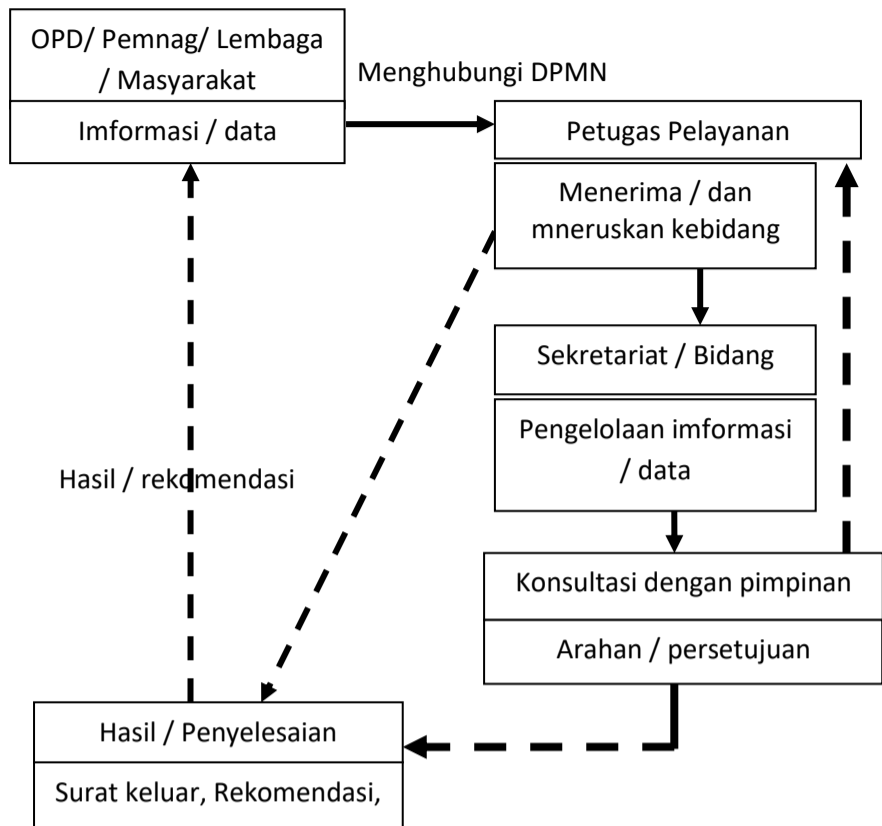 OPD/ Pemnag/ Lembaga
/ Masyarakat
Imformasi / data
Menghubungi DPMN
Petugas Pelayanan
Menerima / dan
mneruskan kebidang
Sekretariat / Bidang
Pengelolaan imformasi
/ data
Hasil / rekomendasi
Konsultasi dengan pimpinan
Arahan / persetujuan
Hasil / Penyelesaian
Surat keluar, Rekomendasi,